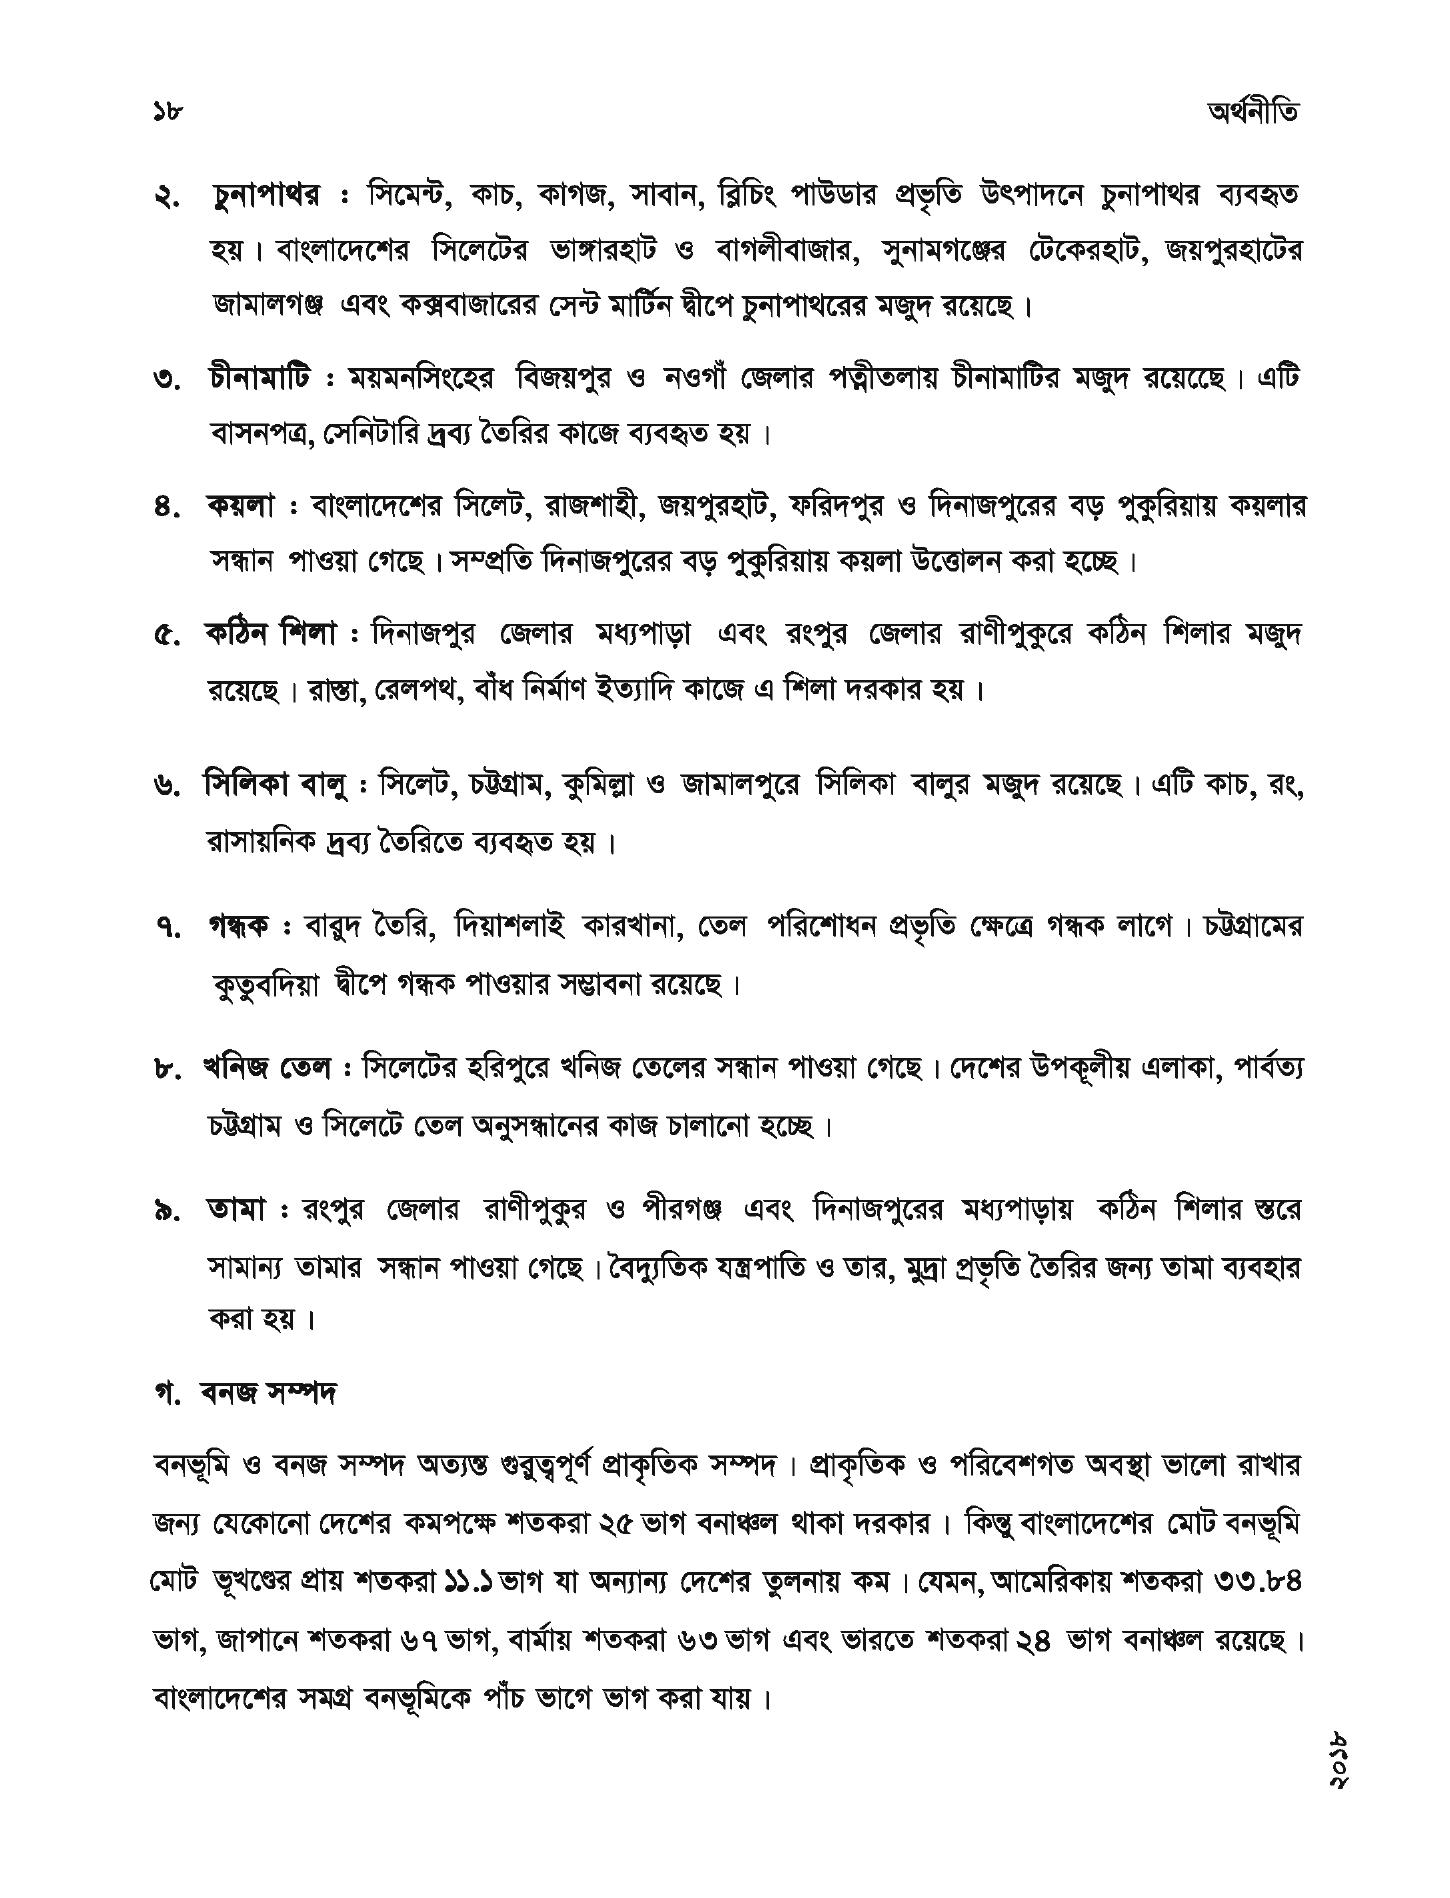 ১৮ অর্থনীতি
২. চুনাপাথর : সিমেন্ট, কাচ, কাগজ, সাবান, ব্লিচিং পাউডার প্রভৃতি উৎপাদনে চুনাপাথর ব্যবহৃত
হয়। বাংলাদেশের সিলেটের ভাঙ্গারহাট ও বাগলীবাজার, সুনামগঞ্জের টেকেরহাট, জয়পুরহাটের
জামালগঞ্জ এবং কক্সবাজারের সেন্ট মার্টিন দ্বীপে চুনাপাথরের মজুদ রয়েছে।
৩. চীনামাটি : ময়মনসিংহের বিজয়পুর ও নওগাঁ জেলার পত্নীতলায় চীনামাটির মজুদ রয়েছে। এটি
বাসনপত্র, সেনিটারি দ্রব্য তৈরির কাজে ব্যবহৃত হয়।
৪. কয়লা : বাংলাদেশের সিলেট, রাজশাহী, জয়পুরহাট, ফরিদপুর ও দিনাজপুরের বড় পুকুরিয়ায় কয়লার
সন্ধান পাওয়া গেছে। সম্প্রতি দিনাজপুরের বড় পুকুরিয়ায় কয়লা উত্তোলন করা হচ্ছে।
৫. কঠিন শিলা : দিনাজপুর জেলার মধ্যপাড়া এবং রংপুর জেলার রাণীপুকুরে কঠিন শিলার মজুদ
রয়েছে। রাস্তা, রেলপথ, বাঁধ নির্মাণ ইত্যাদি কাজে এ শিলা দরকার হয়।
৬. সিলিকা বালু : সিলেট, চট্টগ্রাম, কুমিল্লা ও জামালপুরে সিলিকা বালুর মজুদ রয়েছে। এটি কাচ, রং,
রাসায়নিক দ্রব্য তৈরিতে ব্যবহৃত হয়।
৭. গন্ধক : বারুদ তৈরি, দিয়াশলাই কারখানা, তেল পরিশোধন প্রভৃতি ক্ষেত্রে গন্ধক লাগে। চট্টগ্রামের
কুতুবদিয়া দ্বীপে গন্ধক পাওয়ার সম্ভাবনা রয়েছে।
৮. খনিজ তেল : সিলেটের হরিপুরে খনিজ তেলের সন্ধান পাওয়া গেছে। দেশের উপকূলীয় এলাকা, পার্বত্য
চট্টগ্রাম ও সিলেটে তেল অনুসন্ধানের কাজ চালানো হচ্ছে।
৯. তামা : রংপুর জেলার রাণীপুকুর ও পীরগঞ্জ এবং দিনাজপুরের মধ্যপাড়ায় কঠিন শিলার স্তরে
সামান্য তামার সন্ধান পাওয়া গেছে। বৈদ্যুতিক যন্ত্রপাতি ও তার, মুদ্রা প্রভৃতি তৈরির জন্য তামা ব্যবহার
করা হয়।
গ. বনজ সম্পদ
বনভূমি ও বনজ সম্পদ অত্যন্ত গুরুত্বপূর্ণ প্রাকৃতিক সম্পদ। প্রাকৃতিক ও পরিবেশগত অবস্থা ভালো রাখার
জন্য যেকোনো দেশের কমপক্ষে শতকরা ২৫ ভাগ বনাঞ্চল থাকা দরকার। কিন্তু বাংলাদেশের মোট বনভূমি
মোট ভূখণ্ডের প্রায় শতকরা ১১.১ ভাগ যা অন্যান্য দেশের তুলনায় কম। যেমন, আমেরিকায় শতকরা ৩৩.৮৪
ভাগ, জাপানে শতকরা ৬৭ ভাগ, বার্মায় শতকরা ৬৩ ভাগ এবং ভারতে শতকরা ২৪ ভাগ বনাঞ্চল রয়েছে।
বাংলাদেশের সমগ্র বনভূমিকে পাঁচ ভাগে ভাগ করা যায়।
২০১৮